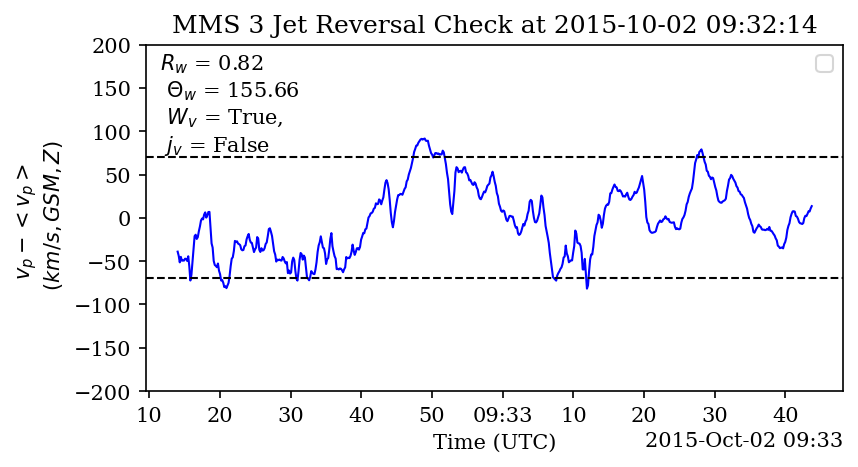 MMS 3 Jet Reversal Check at 2015-10-02 09:32:14
R_w = 0.82
Θ_w = 155.66
W_v = True,
j_v = False
v_p − < v_p >
(km/s, GSM, Z)
200
150
100
50
0
−50
−100
−150
−200
10 20 30 40 50 09:33 10 20 30 40
Time (UTC)
2015-Oct-02 09:33